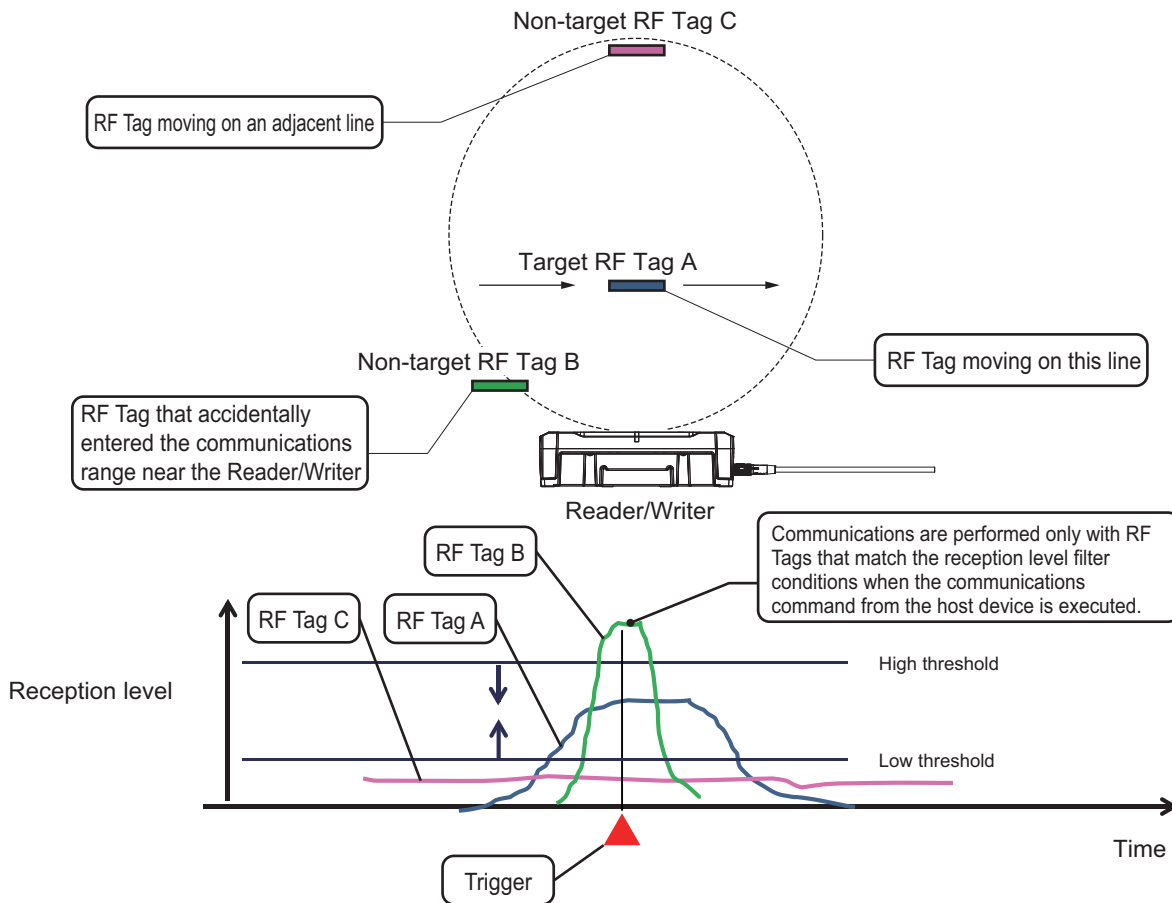 Non-target RF Tag C
RF Tag moving on an adjacent line
Target RF Tag A
Non-target RF Tag B
RF Tag moving on this line
RF Tag that accidentally
entered the communications
range near the Reader/Writer
Reader/Writer
RF Tag B
Communications are performed only with RF
Tags that match the reception level filter
conditions when the communications
command from the host device is executed.
RF Tag C
RF Tag A
High threshold
Reception level
Low threshold
Time
Trigger